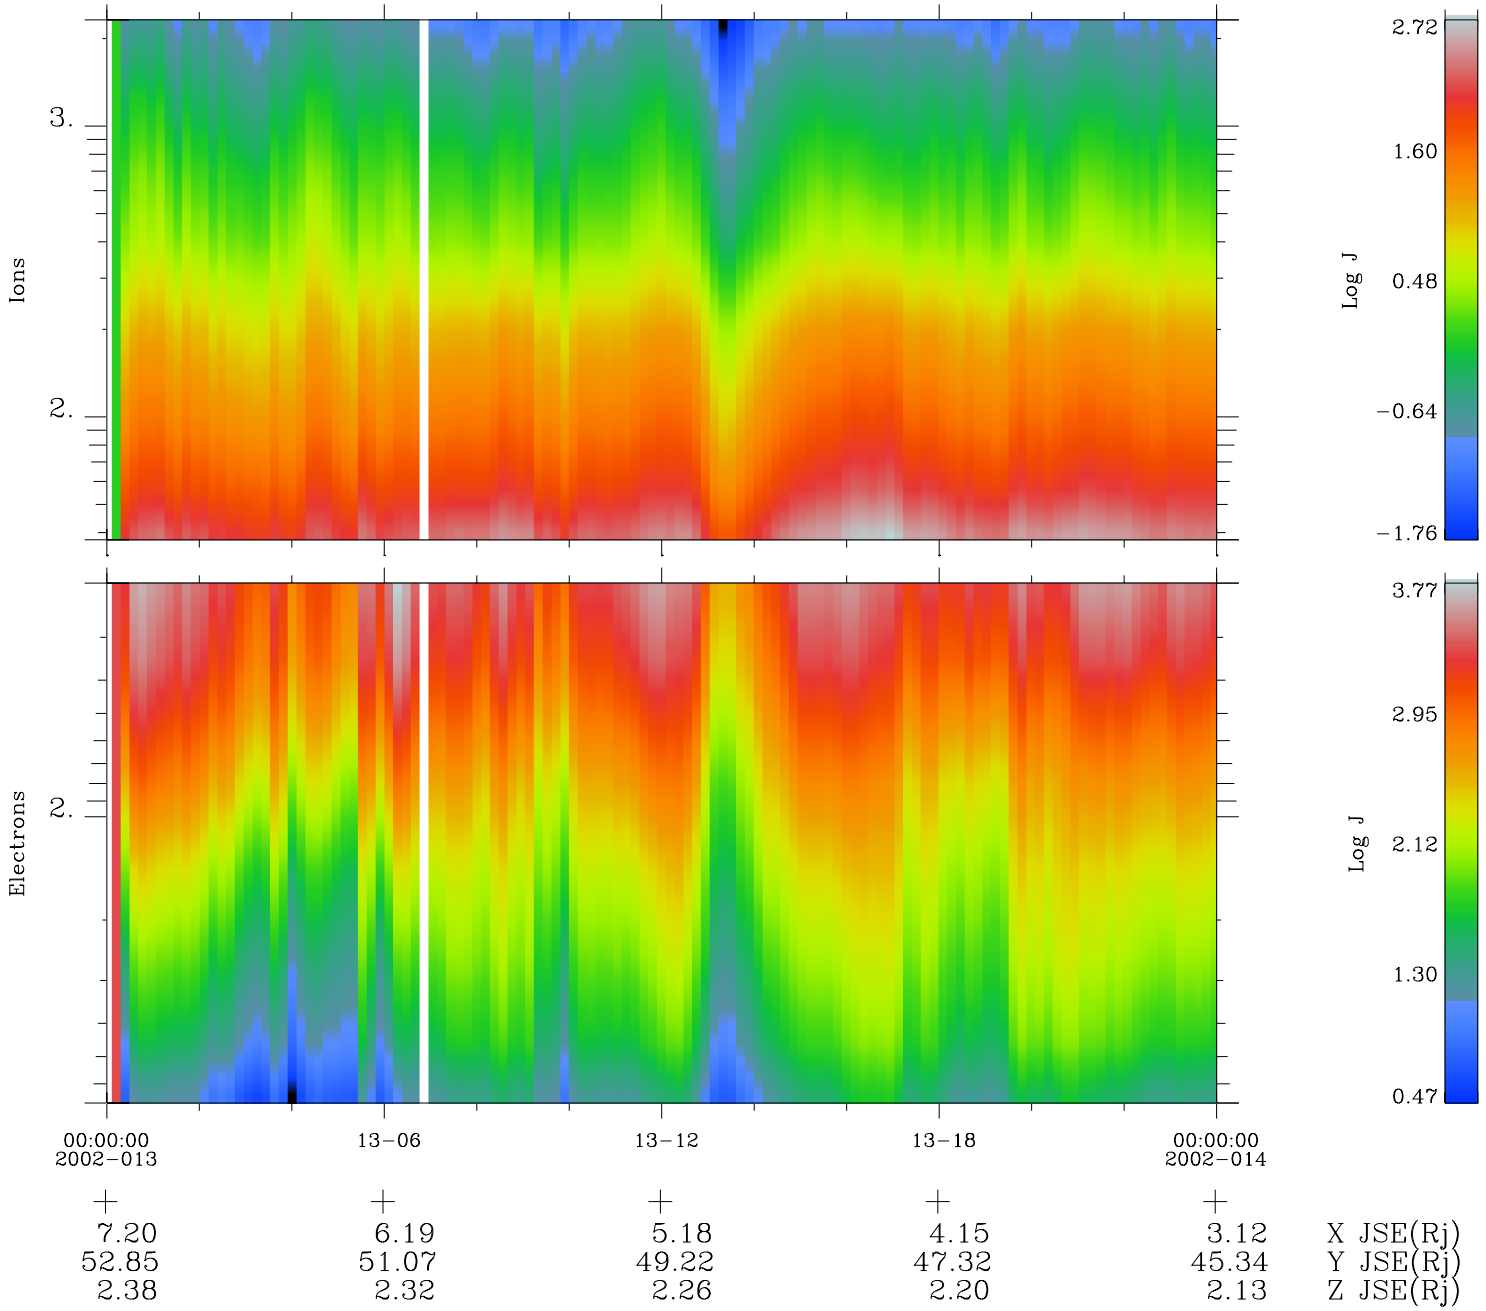 3.
2.
Ions
2.72
1.60
0.48
-0.64
-1.76
Log J
2.
Electrons
3.77
2.95
2.12
1.30
0.47
Log J
00:00:00 13-06 13-12 13-18 00:00:00
2002-013 2002-014
7.20 6.19 5.18 4.15 3.12 X JSE(Rj)
52.85 51.07 49.22 47.32 45.34 Y JSE(Rj)
2.38 2.32 2.26 2.20 2.13 Z JSE(Rj)